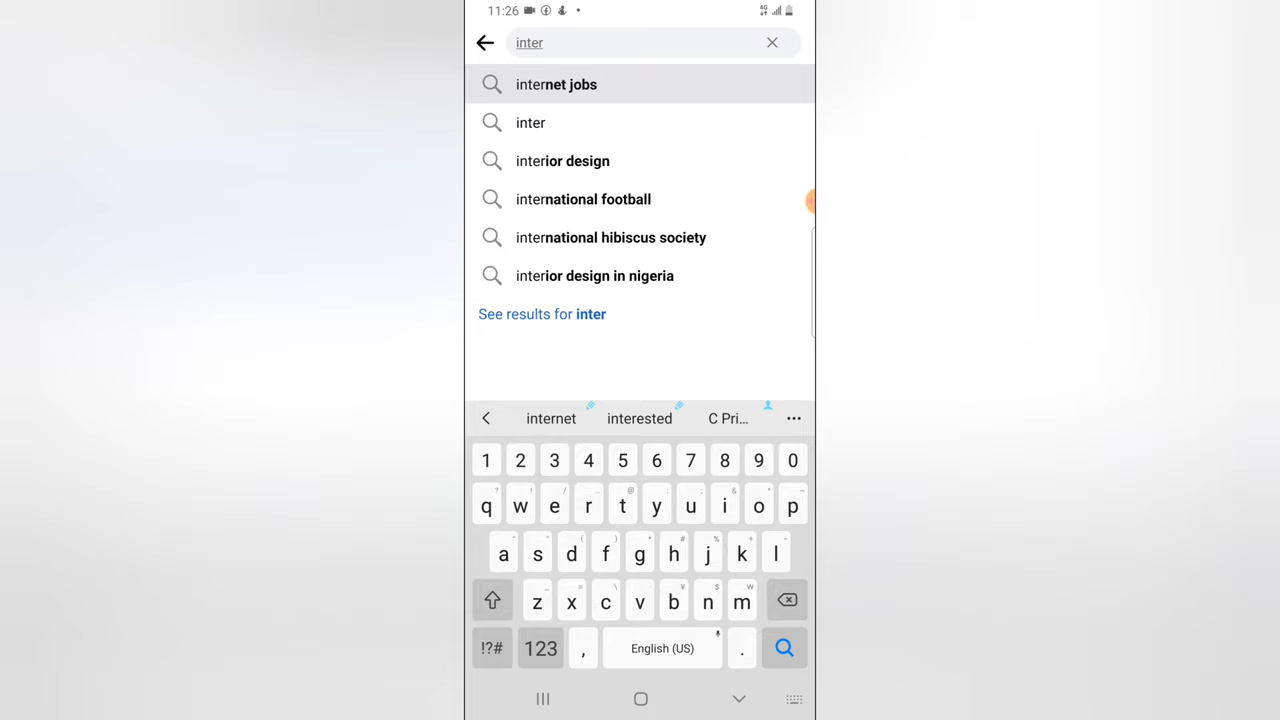 11:26
4G
inter
internet jobs
inter
interior design
international football
international hibiscus society
interior design in nigeria
See results for inter
internet interested C Pri...
1 2 3 4 5 6 7 8 9 0
q w e r t y u i o p
a s d f g h j k l
z x c v b n m
!?# 123 , English (US) .